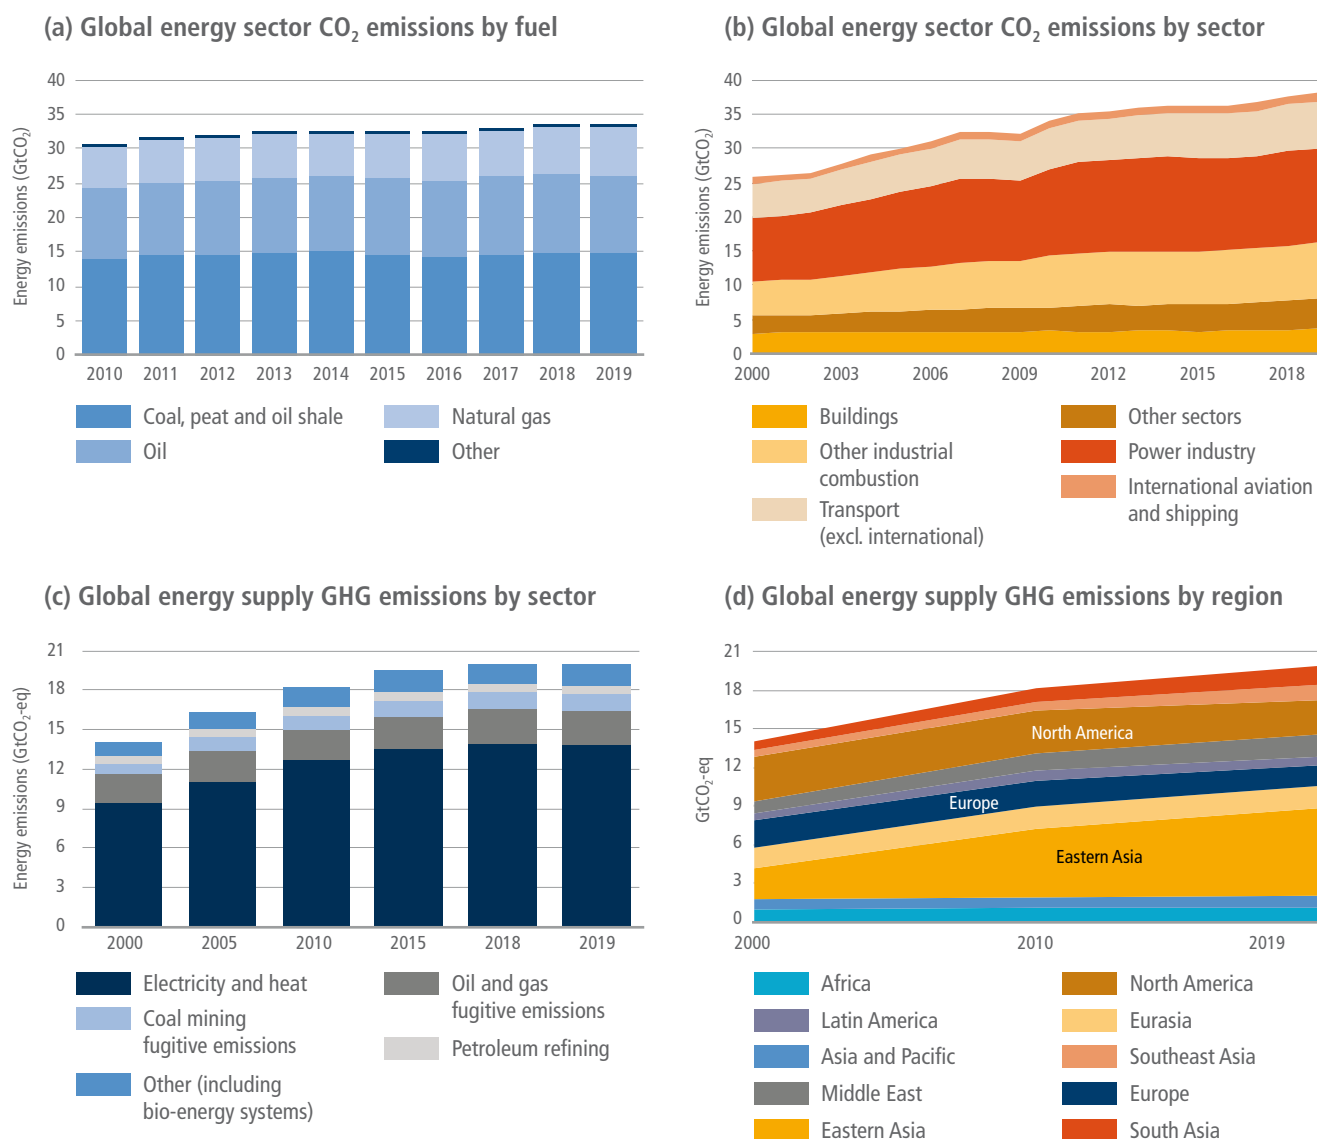 (a) Global energy sector CO₂ emissions by fuel
Energy emissions (GtCO₂)
40
35
30
25
20
15
10
5
0
2010 2011 2012 2013 2014 2015 2016 2017 2018 2019
Coal, peat and oil shale
Natural gas
Oil
Other
(b) Global energy sector CO₂ emissions by sector
Energy emissions (GtCO₂)
40
35
30
25
20
15
10
5
0
2000 2003 2006 2009 2012 2015 2018
Buildings
Other sectors
Other industrial
combustion
Power industry
Transport
(excl. international)
International aviation
and shipping
(c) Global energy supply GHG emissions by sector
Energy emissions (GtCO₂-eq)
21
18
15
12
9
6
3
0
2000 2005 2010 2015 2018 2019
Electricity and heat
Oil and gas
fugitive emissions
Coal mining
fugitive emissions
Petroleum refining
Other (including
bio-energy systems)
(d) Global energy supply GHG emissions by region
GtCO₂-eq
21
18
15
12
9
6
3
0
North America
Europe
Eastern Asia
2000 2010 2019
Africa
North America
Latin America
Eurasia
Asia and Pacific
Southeast Asia
Middle East
Europe
Eastern Asia
South Asia